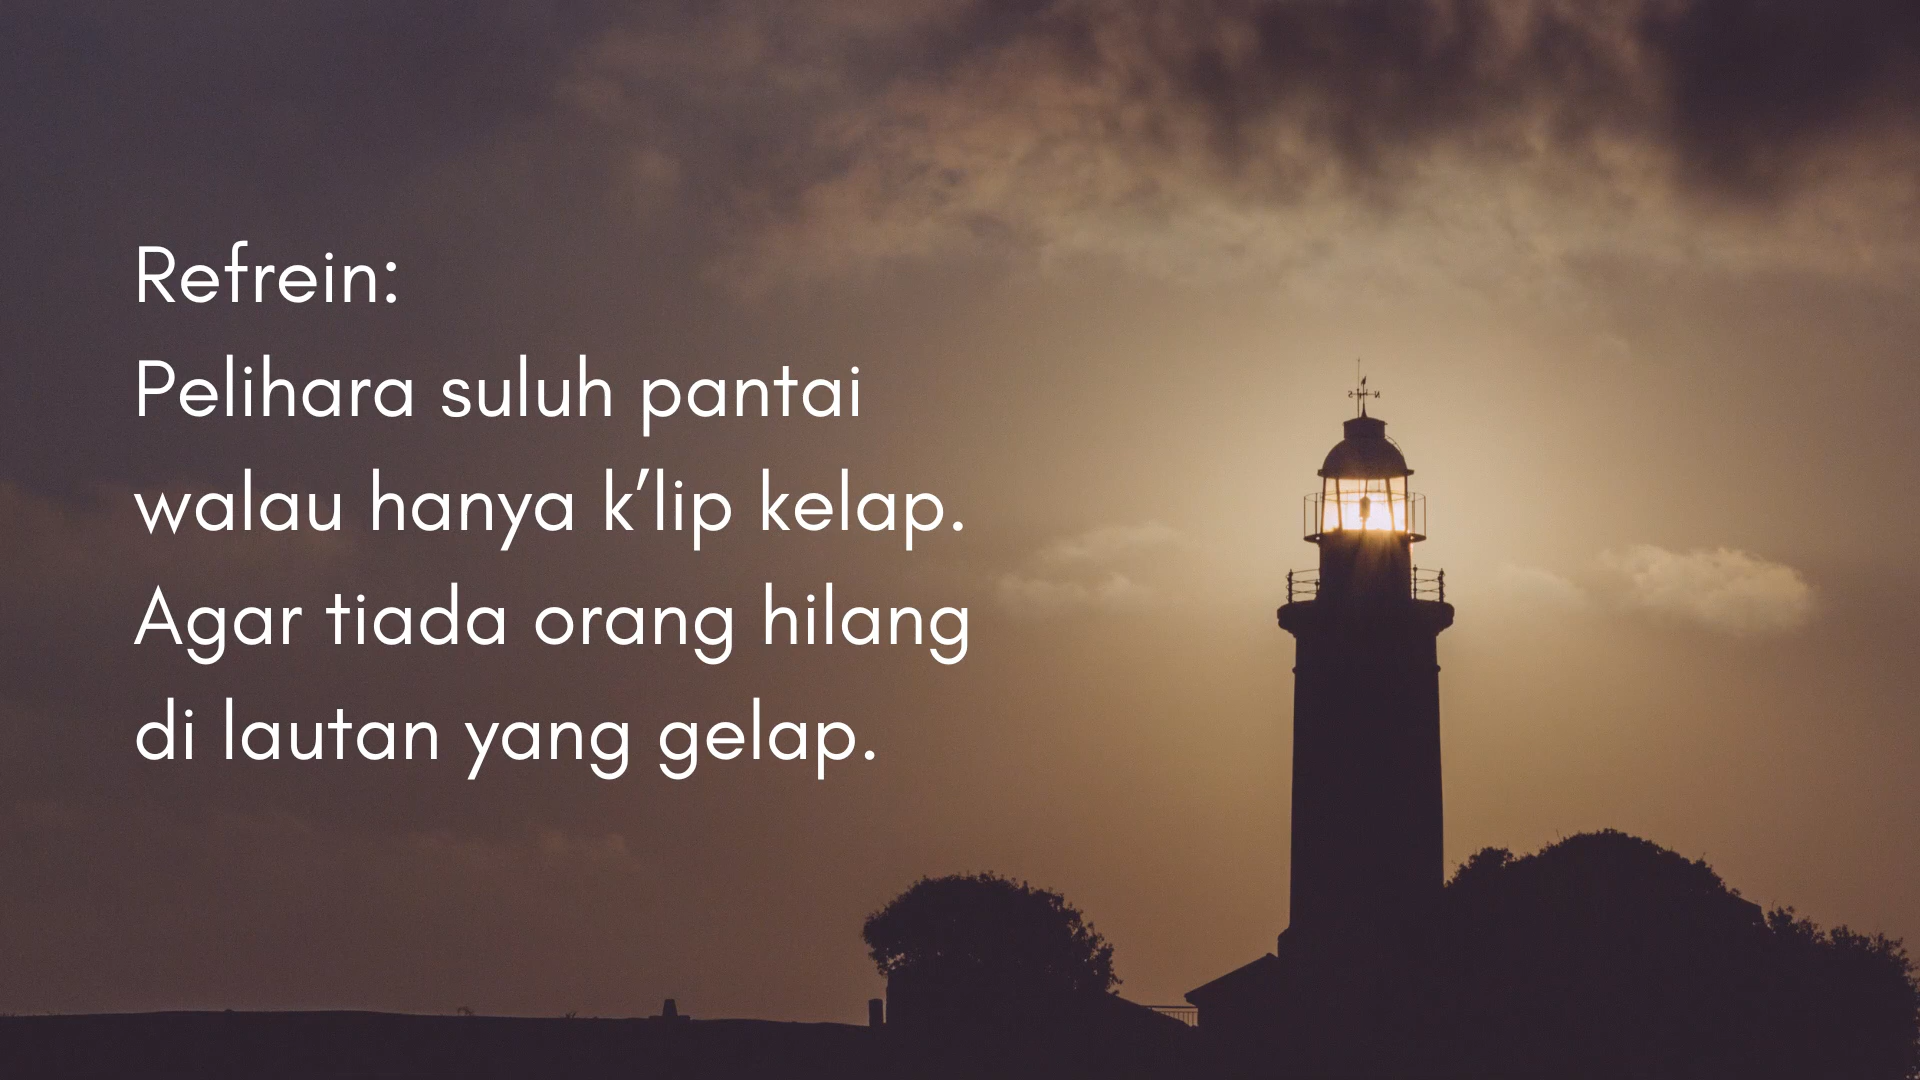 Refrein:
Pelihara suluh pantai
walau hanya k’lip kelap.
Agar tiada orang hilang
di lautan yang gelap.